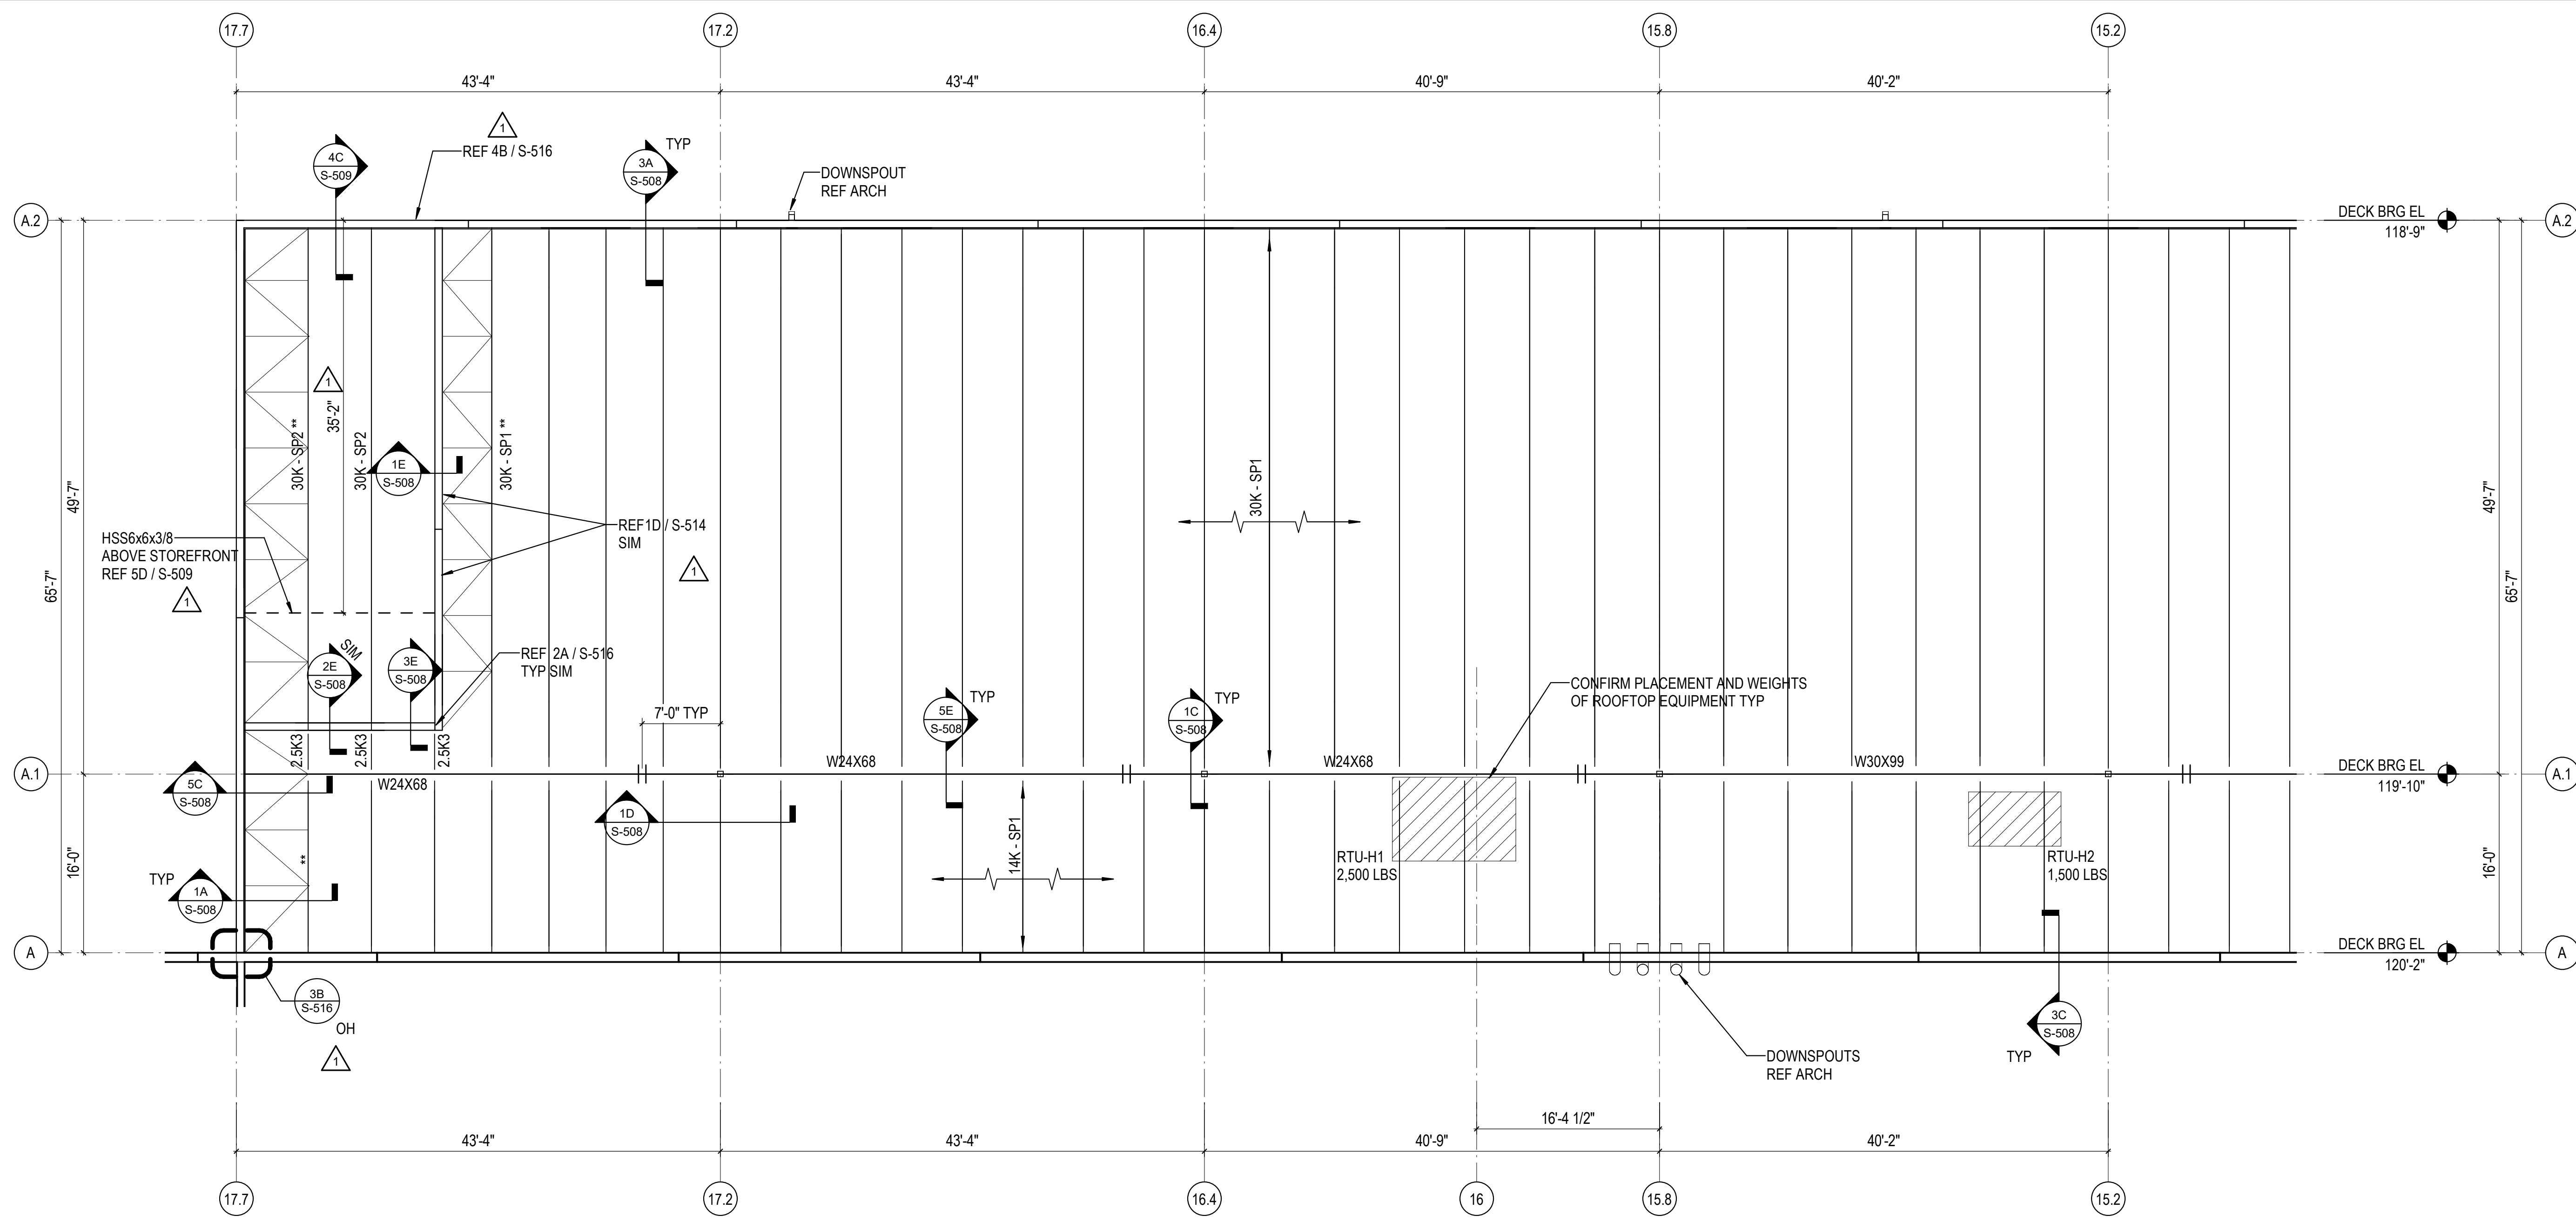 17.7
17.2
16.4
15.8
15.2
43'-4"
43'-4"
40'-9"
40'-2"
1
REF 4B / S-516
4C
S-509
3A
S-508
TYP
DOWNSPOUT
REF ARCH
A.2
DECK BRG EL
118'-9"
A.2
65'-7"
49'-7"
16'-0"
1
35'-2"
30K - SP2 **
30K - SP2
30K - SP1 **
1E
S-508
30K - SP1
REF1D / S-514
SIM
1
HSS6x6x3/8
ABOVE STOREFRONT
REF 5D / S-509
1
2E
S-508
SIM
3E
S-508
REF 2A / S-516
TYP SIM
7'-0" TYP
5E
S-508
TYP
1C
S-508
TYP
CONFIRM PLACEMENT AND WEIGHTS
OF ROOFTOP EQUIPMENT TYP
2.5K3
2.5K3
2.5K3
W24X68
W24X68
W24X68
W30X99
A.1
DECK BRG EL
119'-10"
A.1
5C
S-508
1D
S-508
14K - SP1
RTU-H1
2,500 LBS
RTU-H2
1,500 LBS
**
TYP
1A
S-508
49'-7"
65'-7"
16'-0"
A
DECK BRG EL
120'-2"
A
3B
S-516
OH
1
3C
S-508
TYP
DOWNSPOUTS
REF ARCH
16'-4 1/2"
43'-4"
43'-4"
40'-9"
40'-2"
17.7
17.2
16.4
16
15.8
15.2